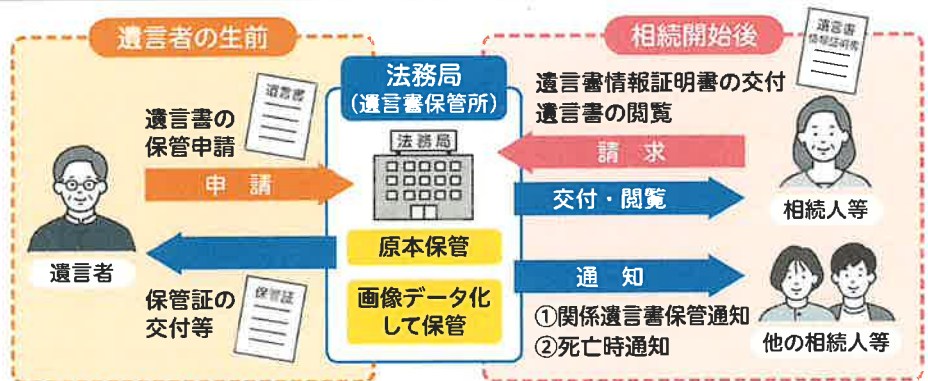 遺言者の生前
遺言書
遺言書の
保管申請
申請
遺言者
保管証の
交付等
保管証
法務局
(遺言書保管所)
法務局
原本保管
画像データ化
して保管
相続開始後
遺言書
情報証明書
遺言書情報証明書の交付
遺言書の閲覧
請求
交付・閲覧
相続人等
通知
①関係遺言書保管通知
②死亡時通知
他の相続人等